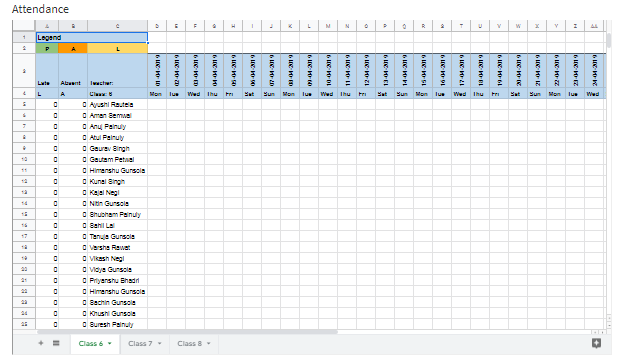 Attendance
A B C D E F G H I J K L M N O P Q R S T U V W X Y Z AA
1 Legend
2 P A L
3 Late Absent Teacher: 01-04-2019 02-04-2019 03-04-2019 04-04-2019 05-04-2019 06-04-2019 07-04-2019 08-04-2019 09-04-2019 10-04-2019 11-04-2019 12-04-2019 13-04-2019 14-04-2019 15-04-2019 16-04-2019 17-04-2019 18-04-2019 19-04-2019 20-04-2019 21-04-2019 22-04-2019 23-04-2019 24-04-2019
4 L A Class: 6 Mon Tue Wed Thu Fri Sat Sun Mon Tue Wed Thu Fri Sat Sun Mon Tue Wed Thu Fri Sat Sun Mon Tue Wed
5 0 0 Ayushi Rautela
6 0 0 Aman Semwal
7 0 0 Anuj Painuly
8 0 0 Atul Painuly
9 0 0 Gaurav Singh
10 0 0 Gautam Petwal
11 0 0 Himanshu Gunsola
12 0 0 Kunal Singh
13 0 0 Kajal Negi
14 0 0 Nitin Gunsola
15 0 0 Shubham Painuly
16 0 0 Sahil Lal
17 0 0 Tanuja Gunsola
18 0 0 Varsha Rawat
19 0 0 Vikash Negi
20 0 0 Vidya Gunsola
21 0 0 Priyanshu Bhadri
22 0 0 Himanshu Gunsola
23 0 0 Sachin Gunsola
24 0 0 Khushi Gunsola
25 0 0 Suresh Painuly
Class 6 Class 7 Class 8